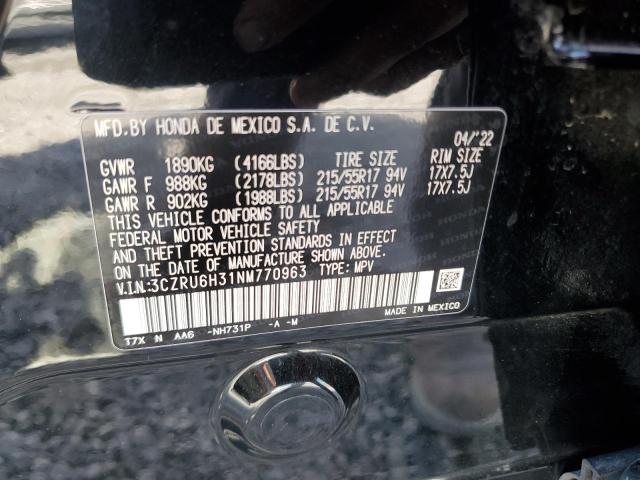 MFD.BY HONDA DE MEXICO S.A. DE C.V.
04/'22
GVWR 1890KG (4166LBS) TIRE SIZE RIM SIZE
GAWR F 988KG (2178LBS) 215/55R17 94V 17X7.5J
GAWR R 902KG (1988LBS) 215/55R17 94V 17X7.5J
THIS VEHICLE CONFORMS TO ALL APPLICABLE
FEDERAL MOTOR VEHICLE SAFETY
AND THEFT PREVENTION STANDARDS IN EFFECT
ON THE DATE OF MANUFACTURE SHOWN ABOVE.
V.I.N.:3CZRU6H31NM770963 TYPE: MPV
MADE IN MEXICO
T7X N AA6 -NH731P -A -M